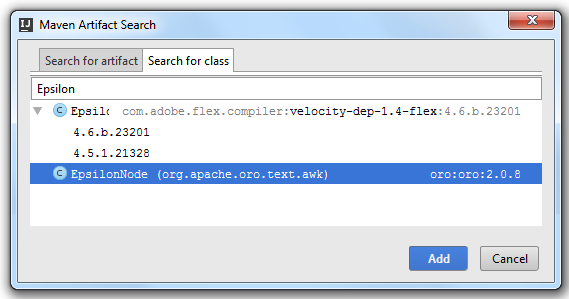 IJ Maven Artifact Search
Search for artifact Search for class
Epsilon
C com.adobe.flex.compiler:velocity-dep-1.4-flex:4.6.b.23201
4.6.b.23201
4.5.1.21328
C EpsilonNode (org.apache.oro.text.awk) oro:oro:2.0.8
Add Cancel